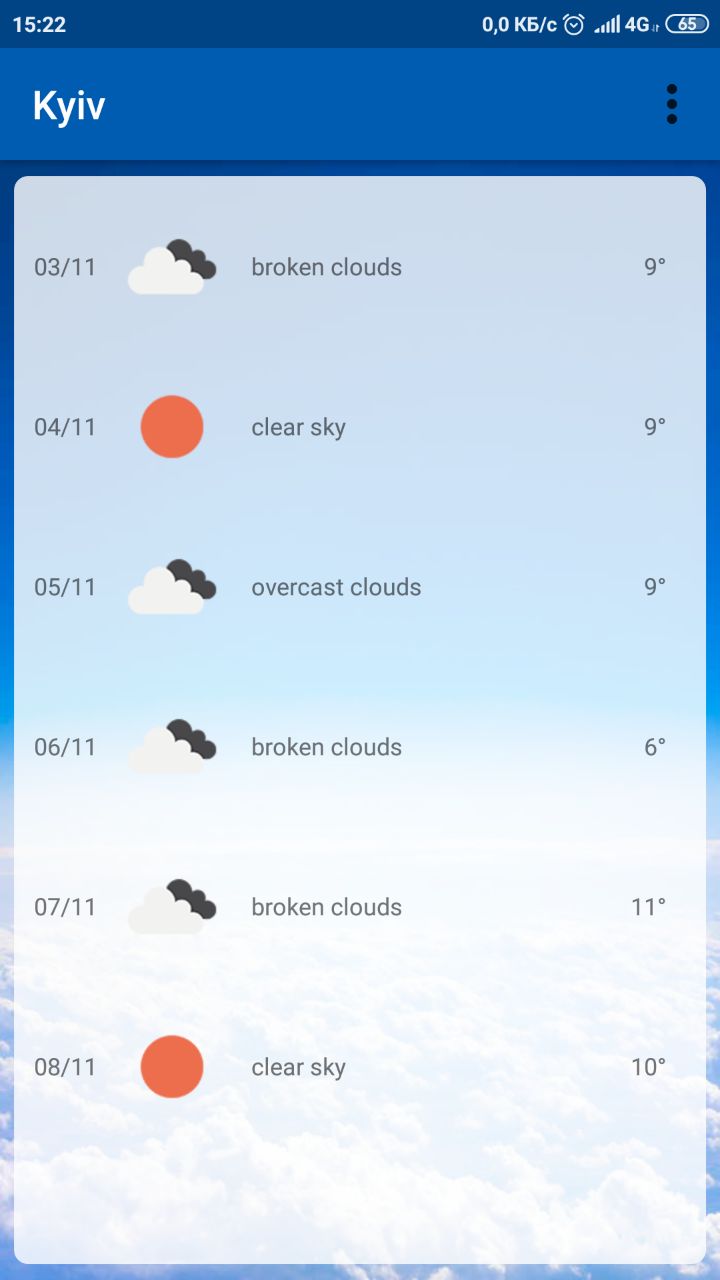 15:22 0,0 КБ/с 4G 65
Kyiv
03/11 broken clouds 9°
04/11 clear sky 9°
05/11 overcast clouds 9°
06/11 broken clouds 6°
07/11 broken clouds 11°
08/11 clear sky 10°